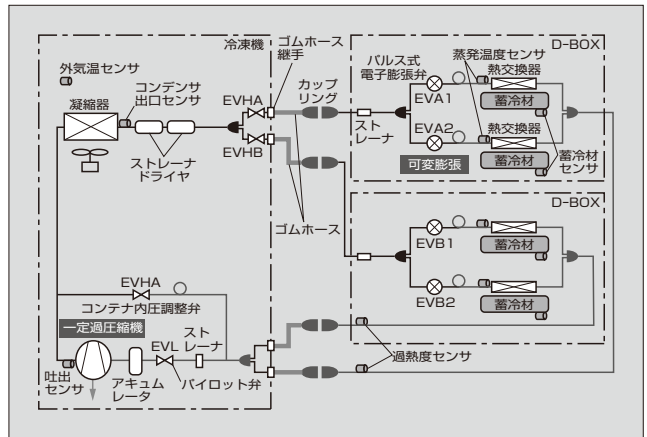 冷凍機
ゴムホース
継手
カップ
リング
パルス式
電子膨張弁
蒸発温度センサ
D-BOX
外気温センサ
コンデンサ
出口センサ
凝縮器
EVHA
EVHB
ストレーナ
ドライヤ
ゴムホース
スト
レーナ
EVA1
EVA2
熱交換器
蓄冷材
熱交換器
蓄冷材
蓄冷材
センサ
可変膨張
D-BOX
EVB1
蓄冷材
EVB2
蓄冷材
EVHA
コンテナ内圧調整弁
一定過圧縮機
EVL
スト
レーナ
吐出
センサ
アキュム
レータ
パイロット弁
過熱度センサ